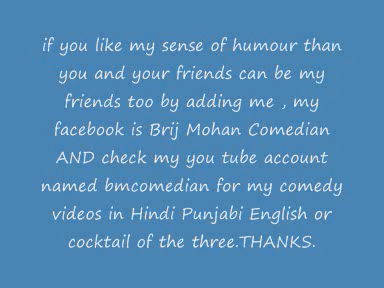 if you like my sense of humour than
you and your friends can be my
friends too by adding me , my
facebook is Brij Mohan Comedian
AND check my you tube account
named bmcomedian for my comedy
videos in Hindi Punjabi English or
cocktail of the three.THANKS.